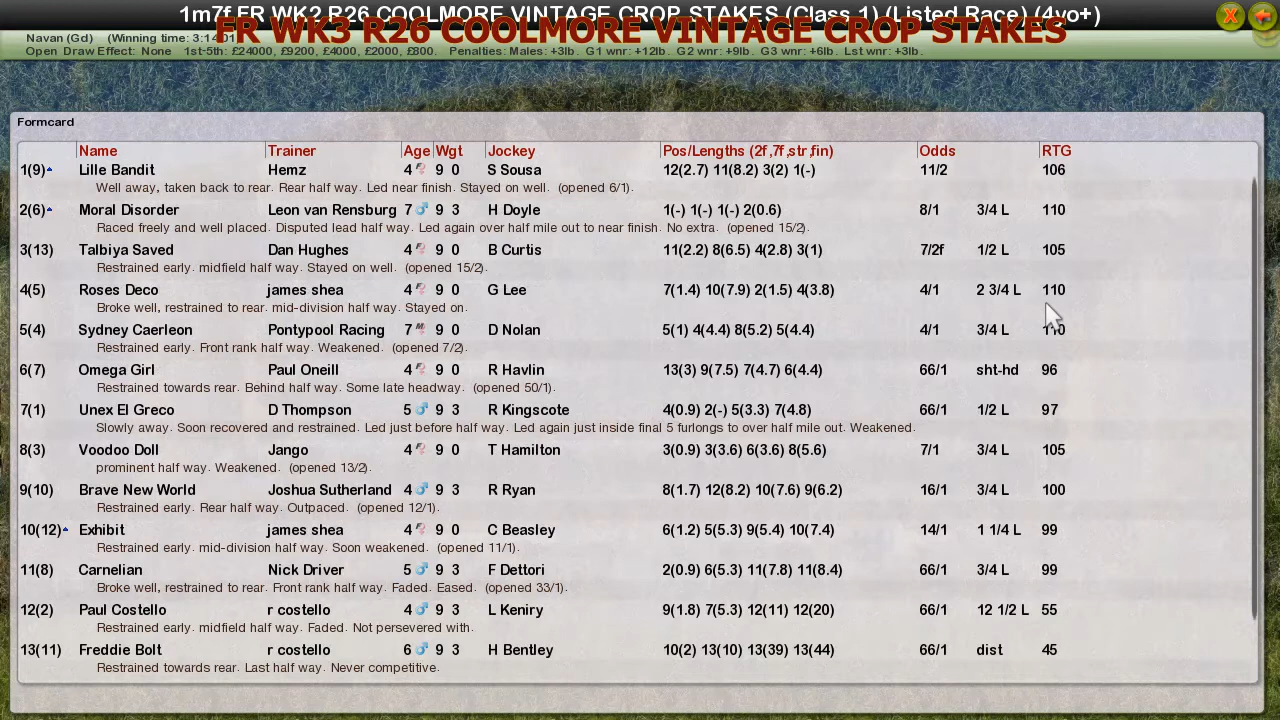 1m7f FR WK2 R26 COOLMORE VINTAGE CROP STAKES (Class 1) (Listed Race) (4yo+)
FR WK3 R26 COOLMORE VINTAGE CROP STAKES
Navan (Gd) (Winning time: 3:14.01
Open Draw Effect: None 1st-5th: £24000, £9200, £4000, £2000, £800. Penalties: Males: +3lb. G1 wnr: +12lb. G2 wnr: +9lb. G3 wnr: +6lb. Lst wnr: +3lb.
Formcard
Name Trainer Age Wgt Jockey Pos/Lengths (2f,7f,str,fin) Odds RTG
1(9) Lille Bandit Hemz 4 9 0 S Sousa 12(2.7) 11(8.2) 3(2) 1(-) 11/2 106
Well away, taken back to rear. Rear half way. Led near finish. Stayed on well. (opened 6/1).
2(6) Moral Disorder Leon van Rensburg 7 9 3 H Doyle 1(-) 1(-) 1(-) 2(0.6) 8/1 3/4 L 110
Raced freely and well placed. Disputed lead half way. Led again over half mile out to near finish. No extra. (opened 15/2).
3(13) Talbiya Saved Dan Hughes 4 9 0 B Curtis 11(2.2) 8(6.5) 4(2.8) 3(1) 7/2f 1/2 L 105
Restrained early. midfield half way. Stayed on well. (opened 15/2).
4(5) Roses Deco james shea 4 9 0 G Lee 7(1.4) 10(7.9) 2(1.5) 4(3.8) 4/1 2 3/4 L 110
Broke well, restrained to rear. mid-division half way. Stayed on.
5(4) Sydney Caerleon Pontypool Racing 7 9 0 D Nolan 5(1) 4(4.4) 8(5.2) 5(4.4) 4/1 3/4 L 110
Restrained early. Front rank half way. Weakened. (opened 7/2).
6(7) Omega Girl Paul Oneill 4 9 0 R Havlin 13(3) 9(7.5) 7(4.7) 6(4.4) 66/1 sht-hd 96
Restrained towards rear. Behind half way. Some late headway. (opened 50/1).
7(1) Unex El Greco D Thompson 5 9 3 R Kingscote 4(0.9) 2(-) 5(3.3) 7(4.8) 66/1 1/2 L 97
Slowly away. Soon recovered and restrained. Led just before half way. Led again just inside final 5 furlongs to over half mile out. Weakened.
8(3) Voodoo Doll Jango 4 9 0 T Hamilton 3(0.9) 3(3.6) 6(3.6) 8(5.6) 7/1 3/4 L 105
prominent half way. Weakened. (opened 13/2).
9(10) Brave New World Joshua Sutherland 4 9 3 R Ryan 8(1.7) 12(8.2) 10(7.6) 9(6.2) 16/1 3/4 L 100
Restrained early. Rear half way. Outpaced. (opened 12/1).
10(12) Exhibit james shea 4 9 0 C Beasley 6(1.2) 5(5.3) 9(5.4) 10(7.4) 14/1 1 1/4 L 99
Restrained early. mid-division half way. Soon weakened. (opened 11/1).
11(8) Carnelian Nick Driver 5 9 3 F Dettori 2(0.9) 6(5.3) 11(7.8) 11(8.4) 66/1 3/4 L 99
Broke well, restrained to rear. Front rank half way. Faded. Eased. (opened 33/1).
12(2) Paul Costello r costello 4 9 3 L Keniry 9(1.8) 7(5.3) 12(11) 12(20) 66/1 12 1/2 L 55
Restrained early. midfield half way. Faded. Not persevered with.
13(11) Freddie Bolt r costello 6 9 3 H Bentley 10(2) 13(10) 13(39) 13(44) 66/1 dist 45
Restrained towards rear. Last half way. Never competitive.